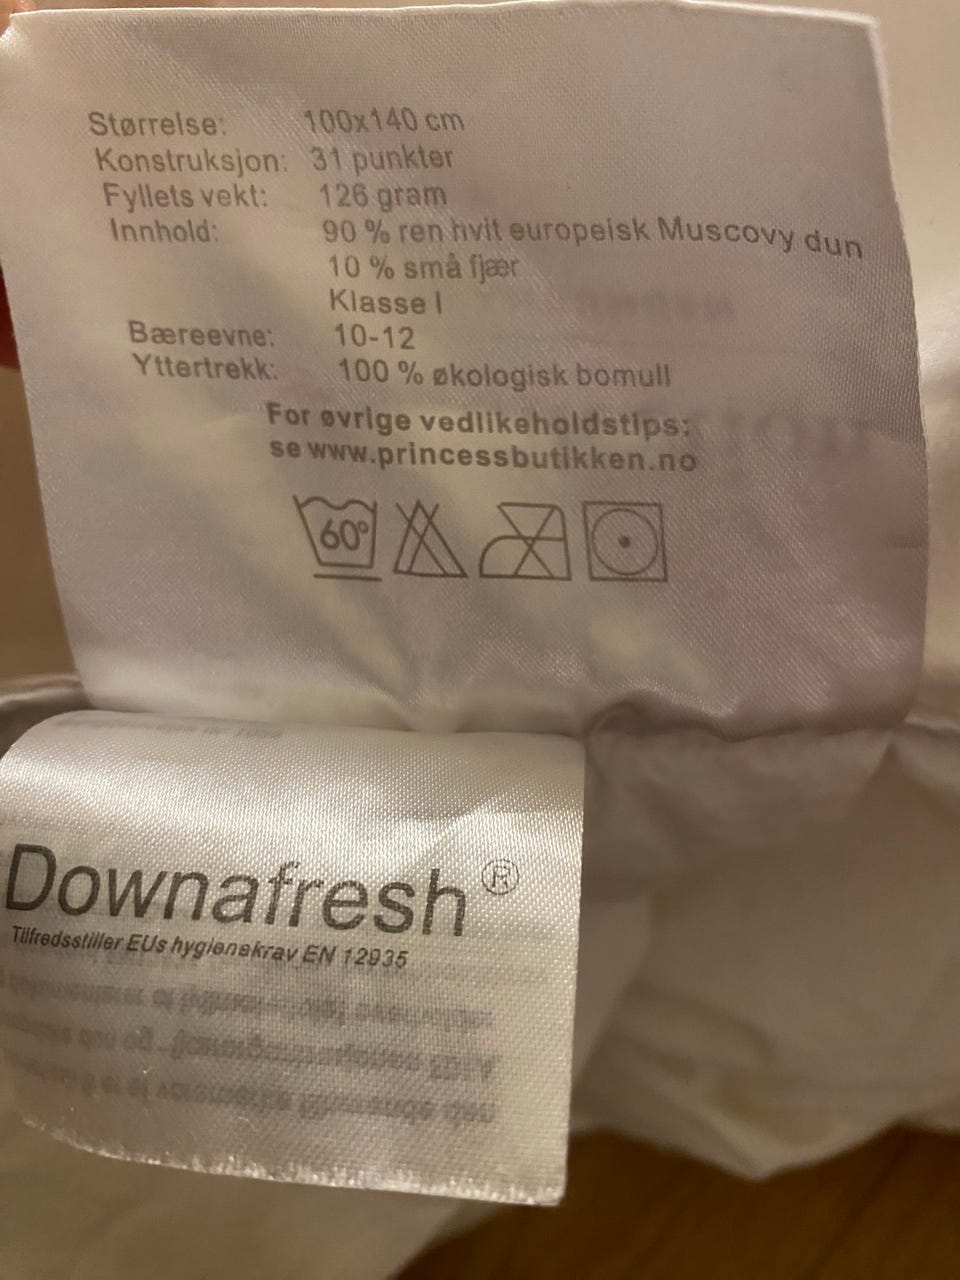 Størrelse: 100x140 cm
Konstruksjon: 31 punkter
Fyllets vekt: 126 gram
Innhold: 90 % ren hvit europeisk Muscovy dun
10 % små fjær
Klasse I
Bæreevne: 10-12
Yttertrekk: 100 % økologisk bomull
For øvrige vedlikeholdstips:
se www.princessbutikken.no
60°
Downafresh®
Tilfredsstiller EUs hygienekrav EN 12935